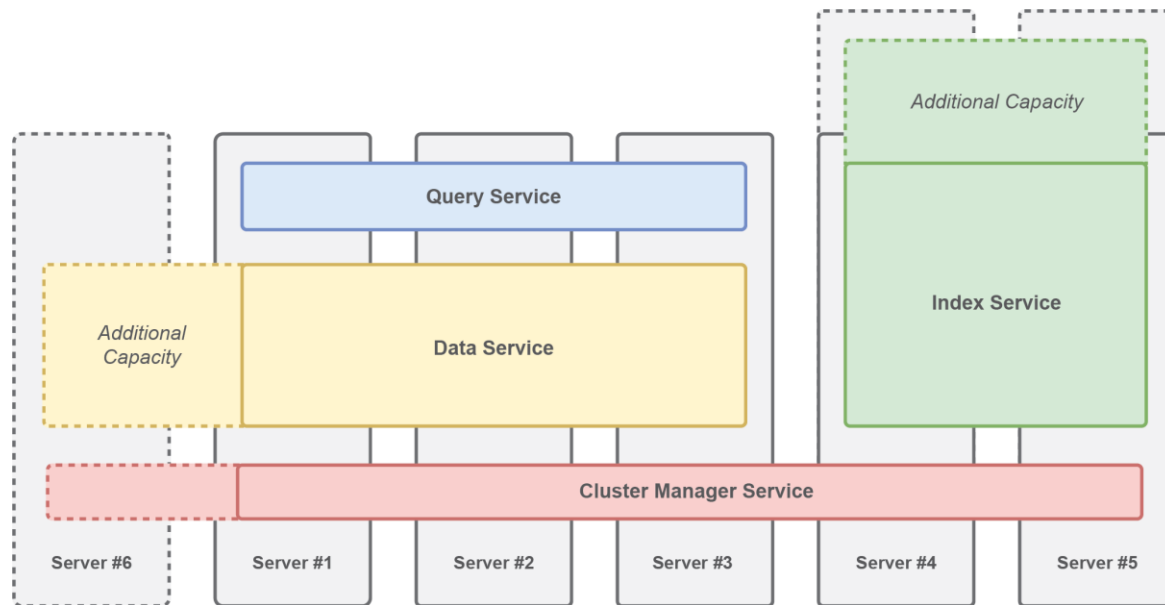 Additional Capacity
Query Service
Additional
Capacity
Data Service
Index Service
Cluster Manager Service
Server #6
Server #1
Server #2
Server #3
Server #4
Server #5